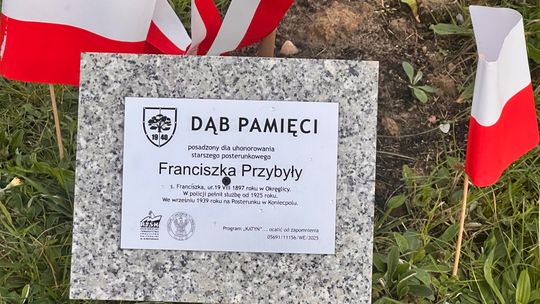 DĄB PAMIĘCI
1940
posadzony dla uhonorowania
starszego posterunkowego
Franciszka Przybyły
s. Franciszka, ur.19 VIII 1897 roku w Okręglicy.
W policji pełnił służbę od 1925 roku.
We wrześniu 1939 roku na Posterunku w Koniecpolu.
Program „KATYŃ”... ocalić od zapomnienia
05691/11156/WE/2025